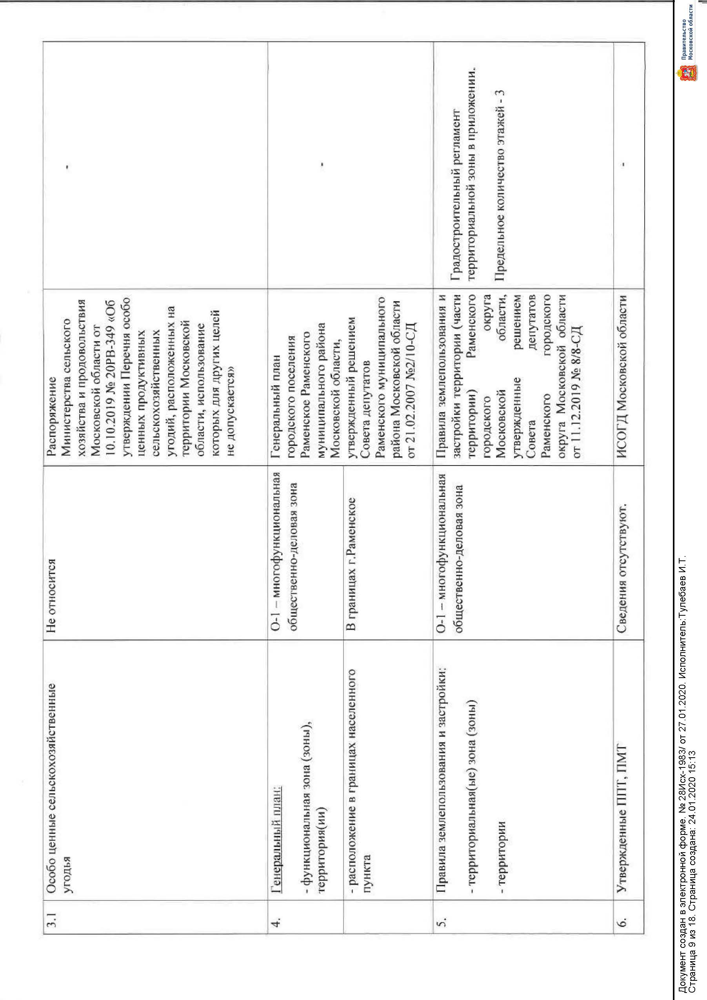 3.1
Особо ценные сельскохозяйственные
угодья
Не относится
Распоряжение
Министерства сельского
хозяйства и продовольствия
Московской области от
10.10.2019 № 20РВ-349 «Об
утверждении Перечня особо
ценных продуктивных
сельскохозяйственных
угодий, расположенных на
территории Московской
области, использование
которых для других целей
не допускается»
-
4.
Генеральный план:
- функциональная зона (зоны),
территория(ии)
О-1 – многофункциональная
общественно-деловая зона
Генеральный план
городского поселения
Раменское Раменского
муниципального района
Московской области,
утвержденный решением
Совета депутатов
Раменского муниципального
района Московской области
от 21.02.2007 №2/10-СД
-
- расположение в границах населенного
пункта
В границах г.Раменское
5.
Правила землепользования и застройки:
- территориальная(ые) зона (зоны)
- территории
О-1 – многофункциональная
общественно-деловая зона
Правила землепользования и
застройки территории (части
территории) Раменского
городского округа
Московской области,
утвержденные решением
Совета депутатов
Раменского городского
округа Московской области
от 11.12.2019 № 8/8-СД
Градостроительный регламент
территориальной зоны в приложении.
Предельное количество этажей - 3
6.
Утвержденные ППТ, ПМТ
Сведения отсутствуют.
ИСОГД Московской области
-
Документ создан в электронной форме. № 28Исх-1983/ от 27.01.2020. Исполнитель:Тулебаев И.Т.
Страница 9 из 18. Страница создана: 24.01.2020 15:13
Правительство
Московской области